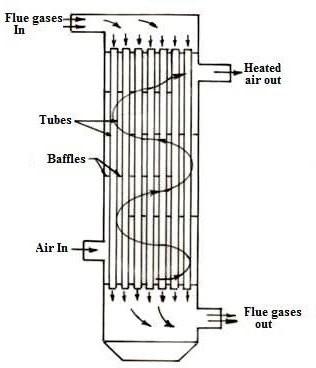 Flue gases
In
Heated
air out
Tubes
Baffles
Air In
Flue gases
out